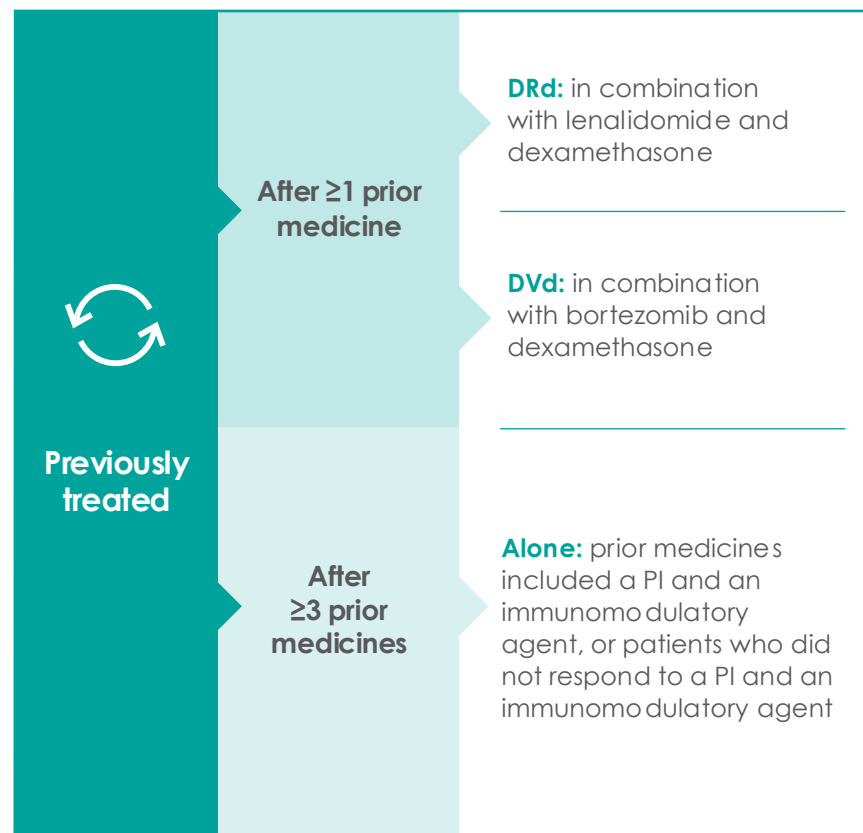 Previously
treated
After ≥1 prior
medicine
DRd: in combination
with lenalidomide and
dexamethasone
DVd: in combination
with bortezomib and
dexamethasone
After
≥3 prior
medicines
Alone: prior medicines
included a PI and an
immunomodulatory
agent, or patients who did
not respond to a PI and an
immunomodulatory agent